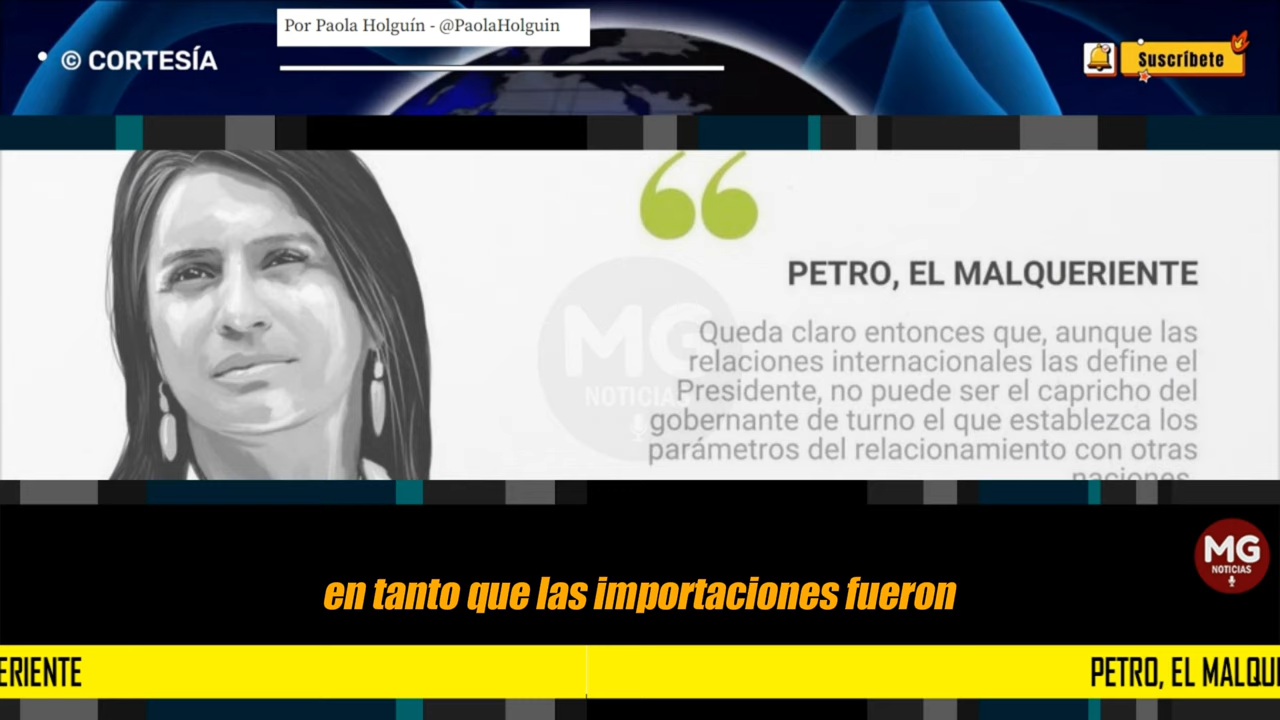 Por Paola Holguín - @PaolaHolguin
© CORTESÍA
Suscríbete
PETRO, EL MALQUERIENTE
Queda claro entonces que, aunque las
relaciones internacionales las define el
Presidente, no puede ser el capricho del
gobernante de turno el que establezca los
parámetros del relacionamiento con otras
naciones.
MG
NOTICIAS
MG
NOTICIAS
en tanto que las importaciones fueron
ERIENTE
PETRO, EL MALQUE